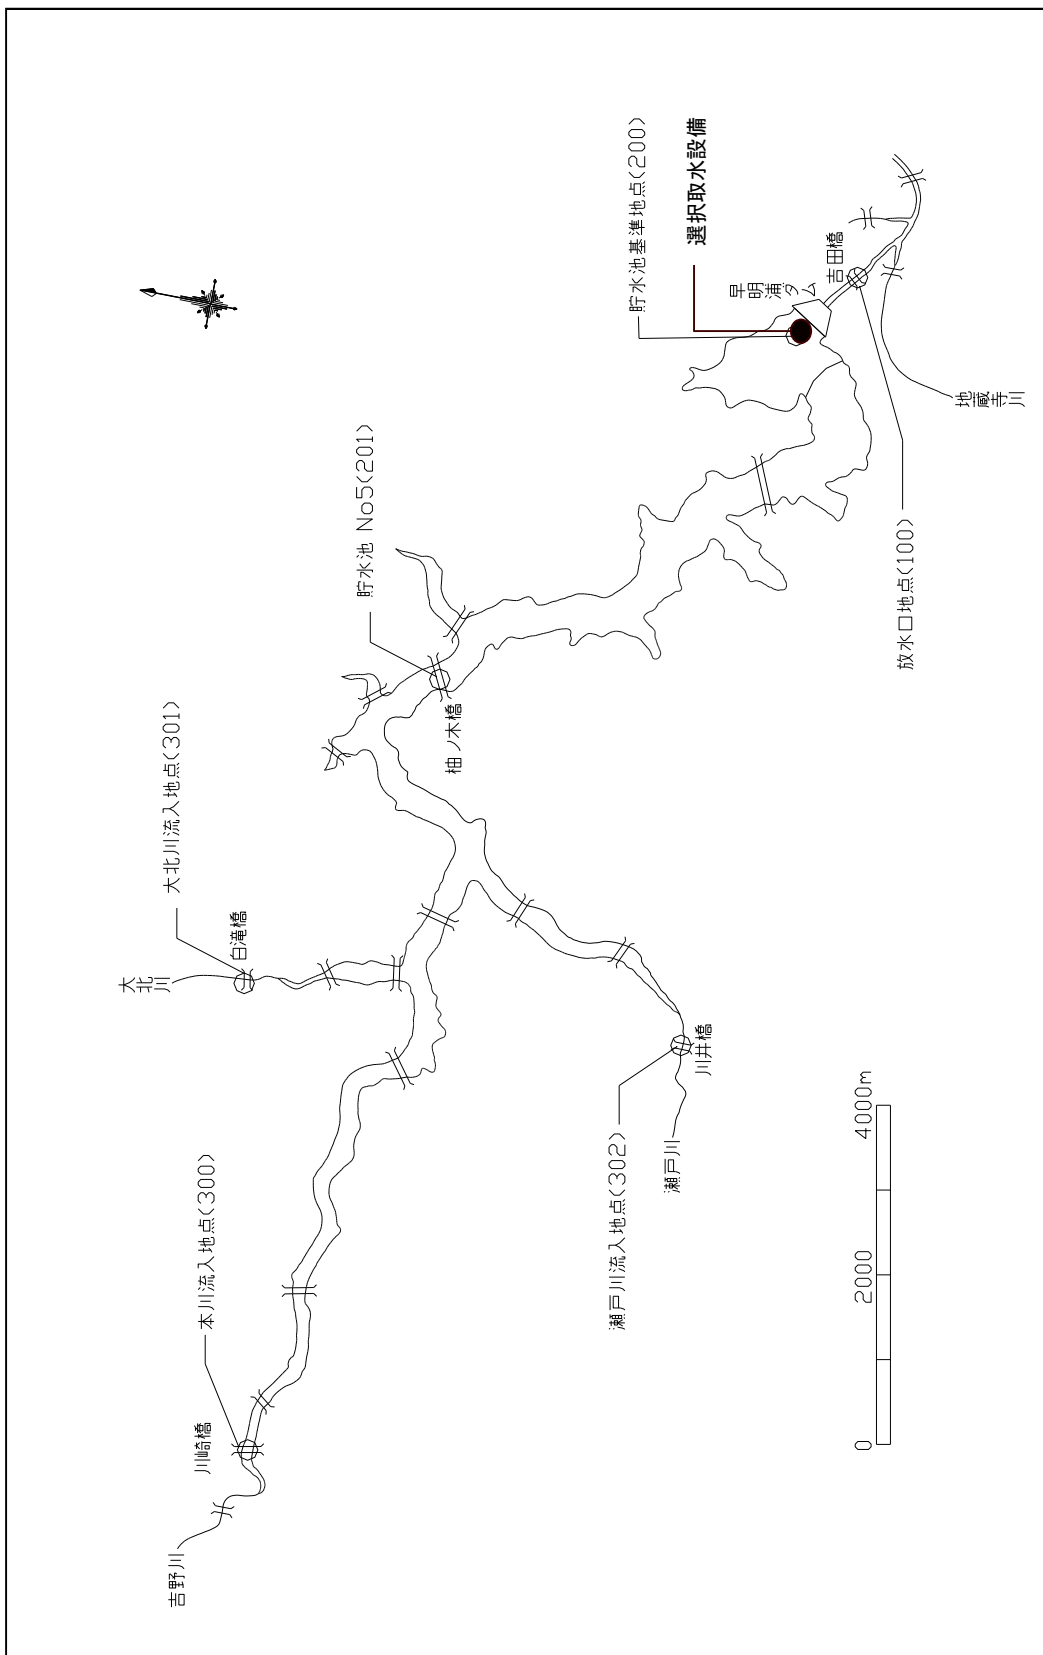 吉野川
川崎橋
本川流入地点(300)
大北川
白滝橋
大北川流入地点(301)
瀬戸川
川井橋
瀬戸川流入地点(302)
柚ノ木橋
貯水池 No5(201)
貯水池基準地点(200)
選択取水設備
早明浦
ダム
吉田橋
地蔵寺川
放水口地点(100)
0
2000
4000m